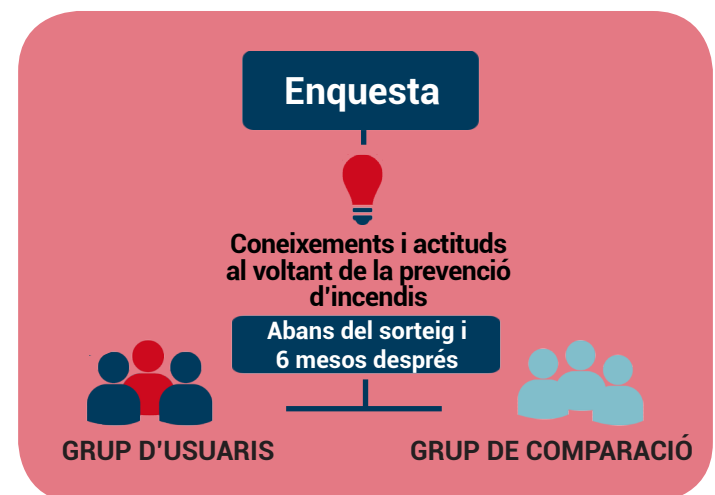 Enquesta
Coneixements i actituds
al voltant de la prevenció
d'incendis
Abans del sorteig i
6 mesos després
GRUP D'USUARIS
GRUP DE COMPARACIÓ